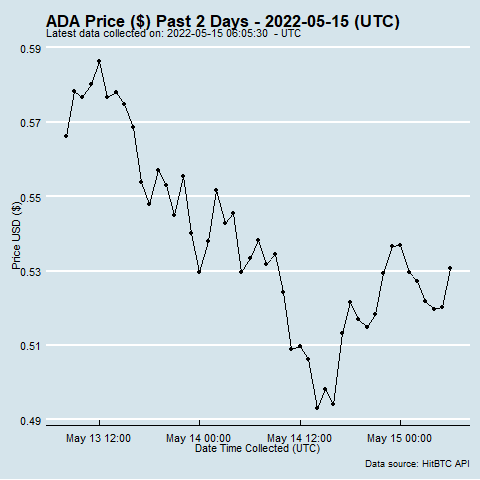 ADA Price ($) Past 2 Days - 2022-05-15 (UTC)
Latest data collected on: 2022-05-15 06:05:30  - UTC
0.59
0.57
0.55
0.53
0.51
0.49
Price USD ($)
May 13 12:00
May 14 00:00
May 14 12:00
May 15 00:00
Date Time Collected (UTC)
Data source: HitBTC API